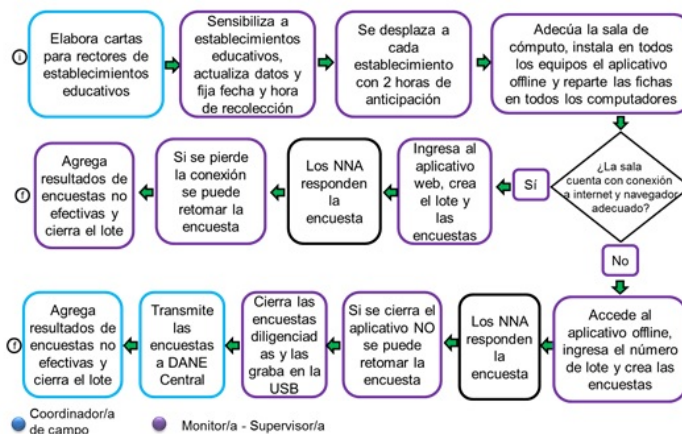 i
Elabora cartas
para rectores de
establecimientos
educativos
Sensibiliza a
establecimientos
educativos,
actualiza datos y
fija fecha y hora
de recolección
Se desplaza a
cada
establecimiento
con 2 horas de
anticipación
Adecúa la sala de
cómputo, instala en todos
los equipos el aplicativo
offline y reparte las fichas
en todos los computadores
¿La sala
cuenta con conexión
a internet y navegador
adecuado?
Sí
Ingresa al
aplicativo
web, crea
el lote y
las
encuestas
Los NNA
responden
la
encuesta
Si se pierde
la conexión
se puede
retomar la
encuesta
Agrega
resultados de
encuestas no
efectivas y
cierra el lote
f
No
Accede al
aplicativo offline,
ingresa el número
de lote y crea las
encuestas
Los NNA
responden
la
encuesta
Si se cierra el
aplicativo NO
se puede
retomar la
encuesta
Cierra las
encuestas
diligenciad
as y las
graba en la
USB
Transmite
las
encuestas
a DANE
Central
Agrega
resultados de
encuestas no
efectivas y
cierra el lote
f
Coordinador/a
de campo
Monitor/a - Supervisor/a